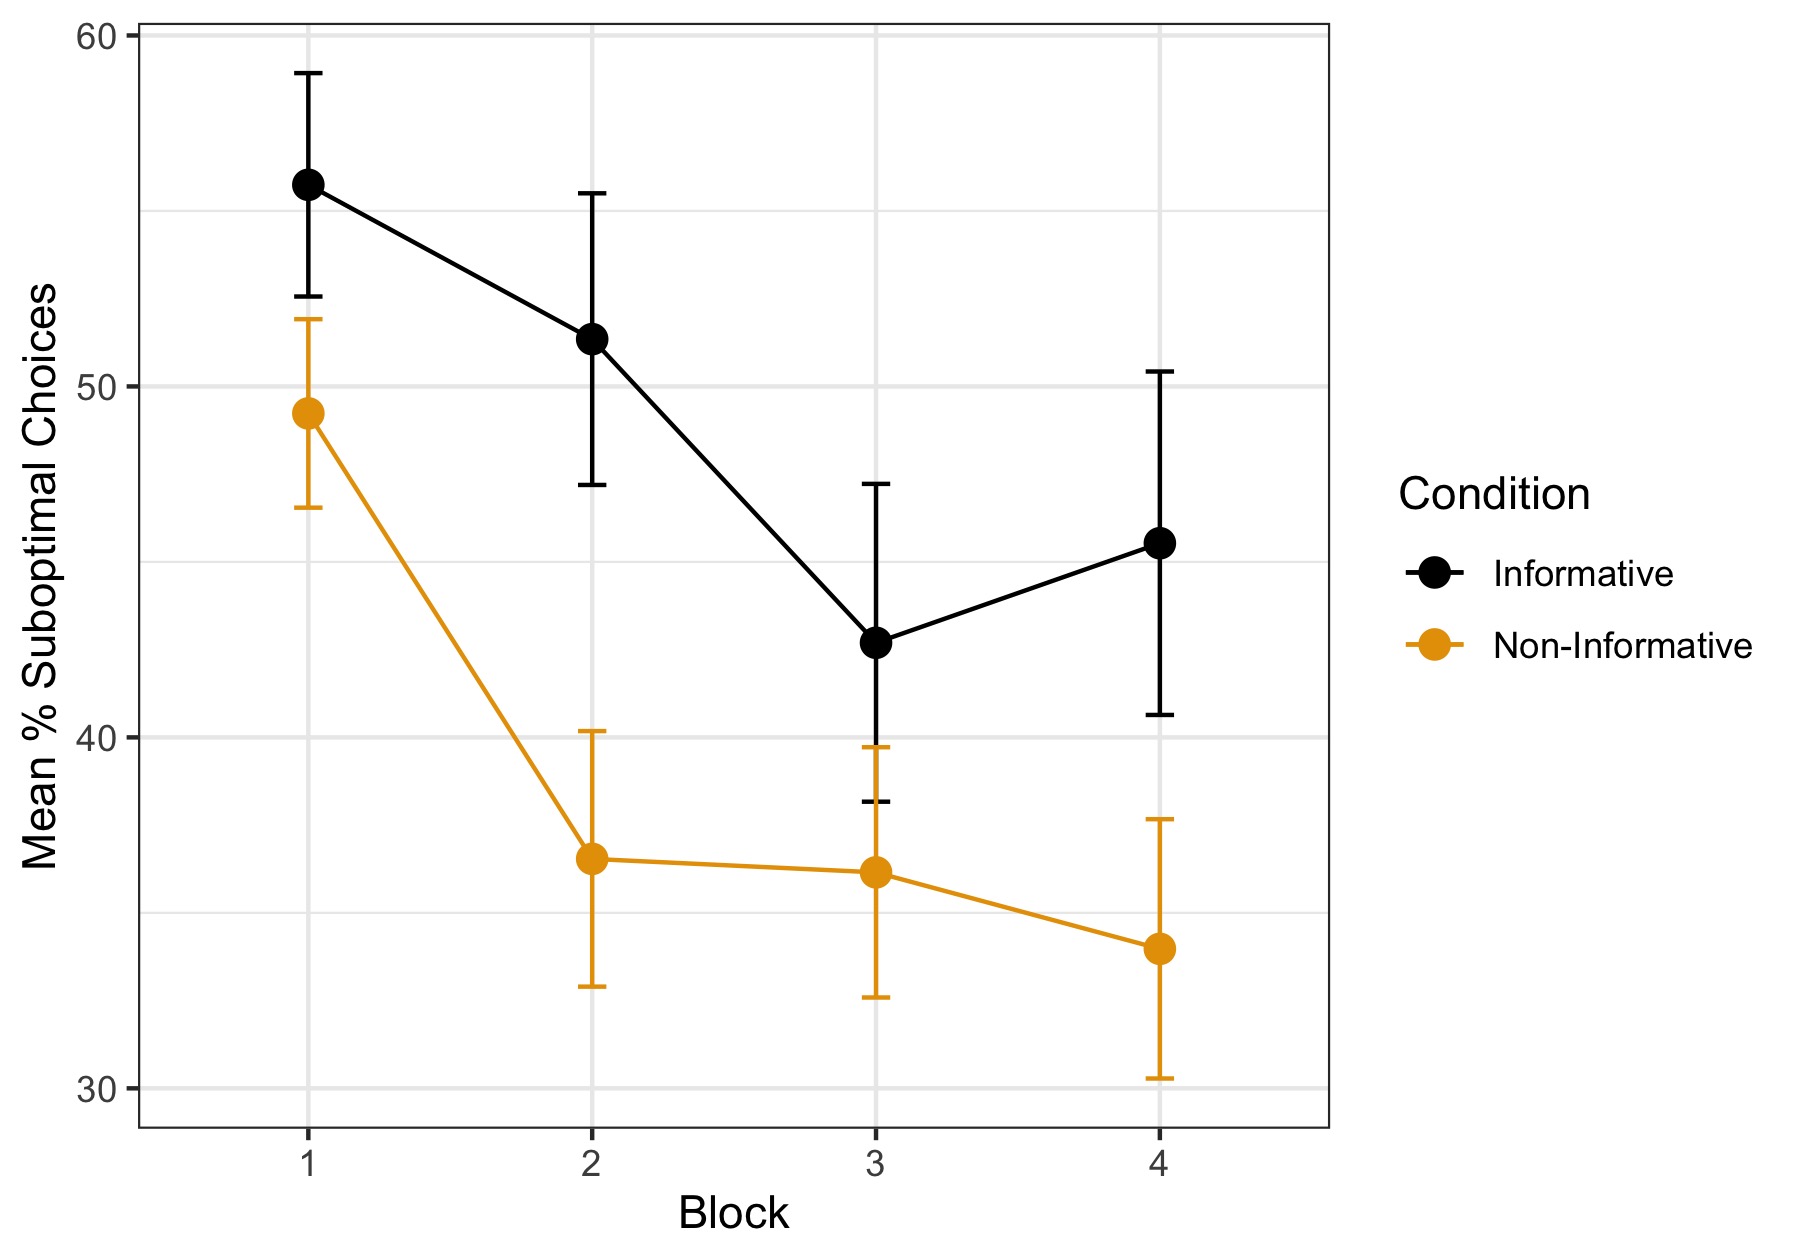 Mean % Suboptimal Choices
60
50
40
30
1 2 3 4
Block
Condition
Informative
Non-Informative